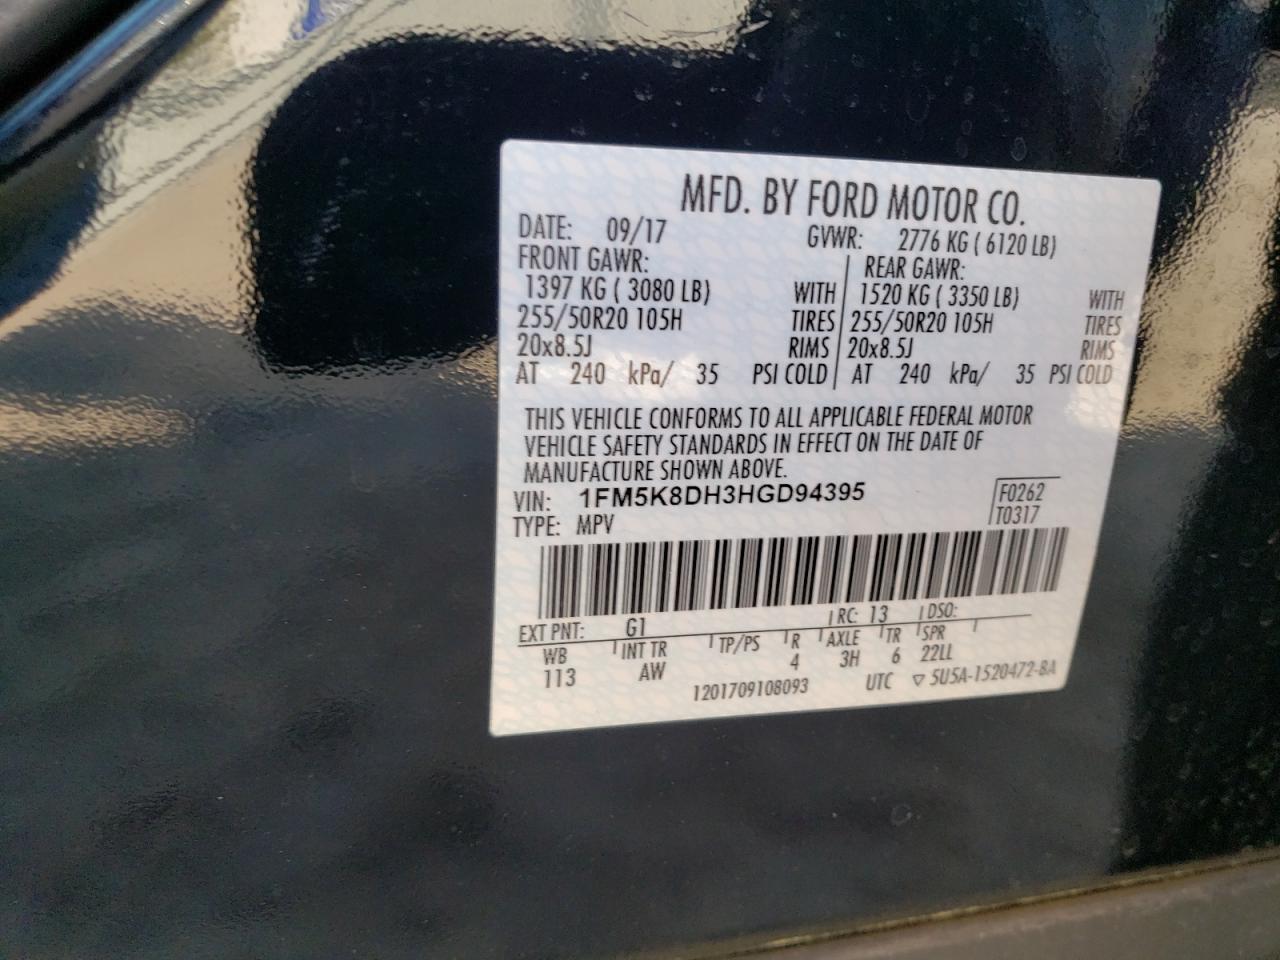 MFD. BY FORD MOTOR CO.
DATE: 09/17 GVWR: 2776 KG ( 6120 LB)
FRONT GAWR: REAR GAWR:
1397 KG ( 3080 LB) WITH 1520 KG ( 3350 LB) WITH
255/50R20 105H TIRES 255/50R20 105H TIRES
20x8.5J RIMS 20x8.5J RIMS
AT 240 kPa/ 35 PSI COLD AT 240 kPa/ 35 PSI COLD
THIS VEHICLE CONFORMS TO ALL APPLICABLE FEDERAL MOTOR
VEHICLE SAFETY STANDARDS IN EFFECT ON THE DATE OF
MANUFACTURE SHOWN ABOVE.
VIN: 1FM5K8DH3HGD94395 F0262
TYPE: MPV T0317
EXT PNT: G1 RC: 13 DSO:
WB INT TR TP/PS R AXLE TR SPR
113 AW 4 3H 6 22LL
1201709108093 UTC ▽ 5U5A-1520472-BA